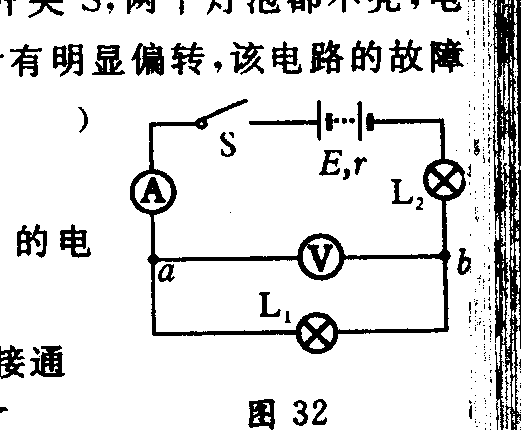 开关 S,两个灯泡都不亮,电
有明显偏转,该电路的故障
)
S
E,r
A
L₂
的电
a
V
b
L₁
接通
图 32